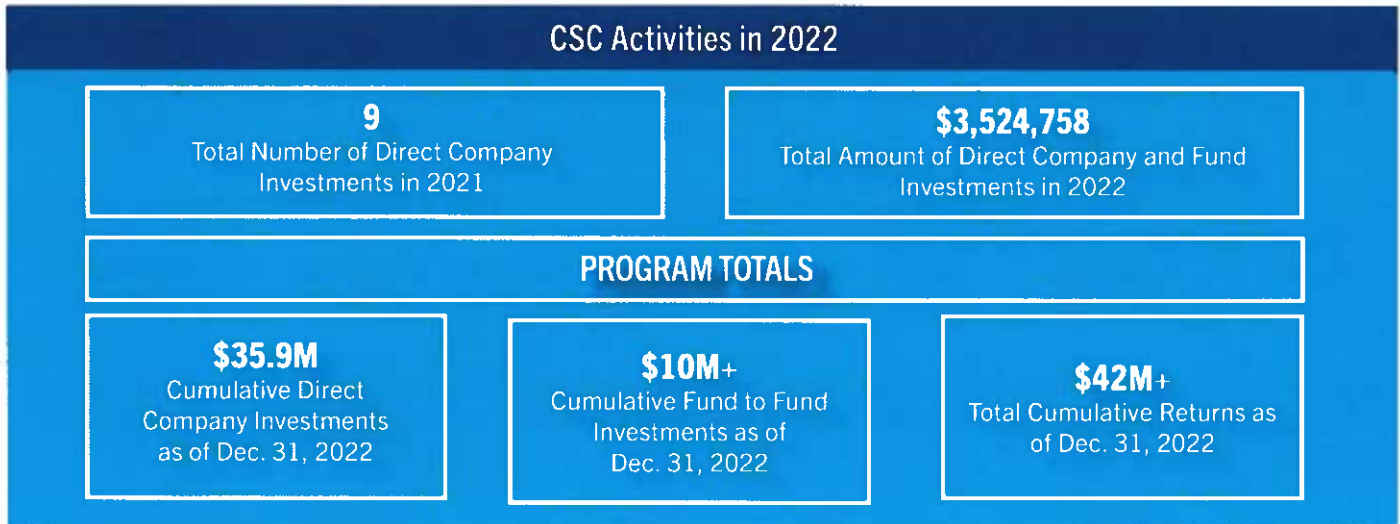 CSC Activities in 2022
9
Total Number of Direct Company
Investments in 2021
$3,524,758
Total Amount of Direct Company and Fund
Investments in 2022
PROGRAM TOTALS
$35.9M
Cumulative Direct
Company Investments
as of Dec. 31, 2022
$10M+
Cumulative Fund to Fund
Investments as of
Dec. 31, 2022
$42M+
Total Cumulative Returns as
of Dec. 31, 2022